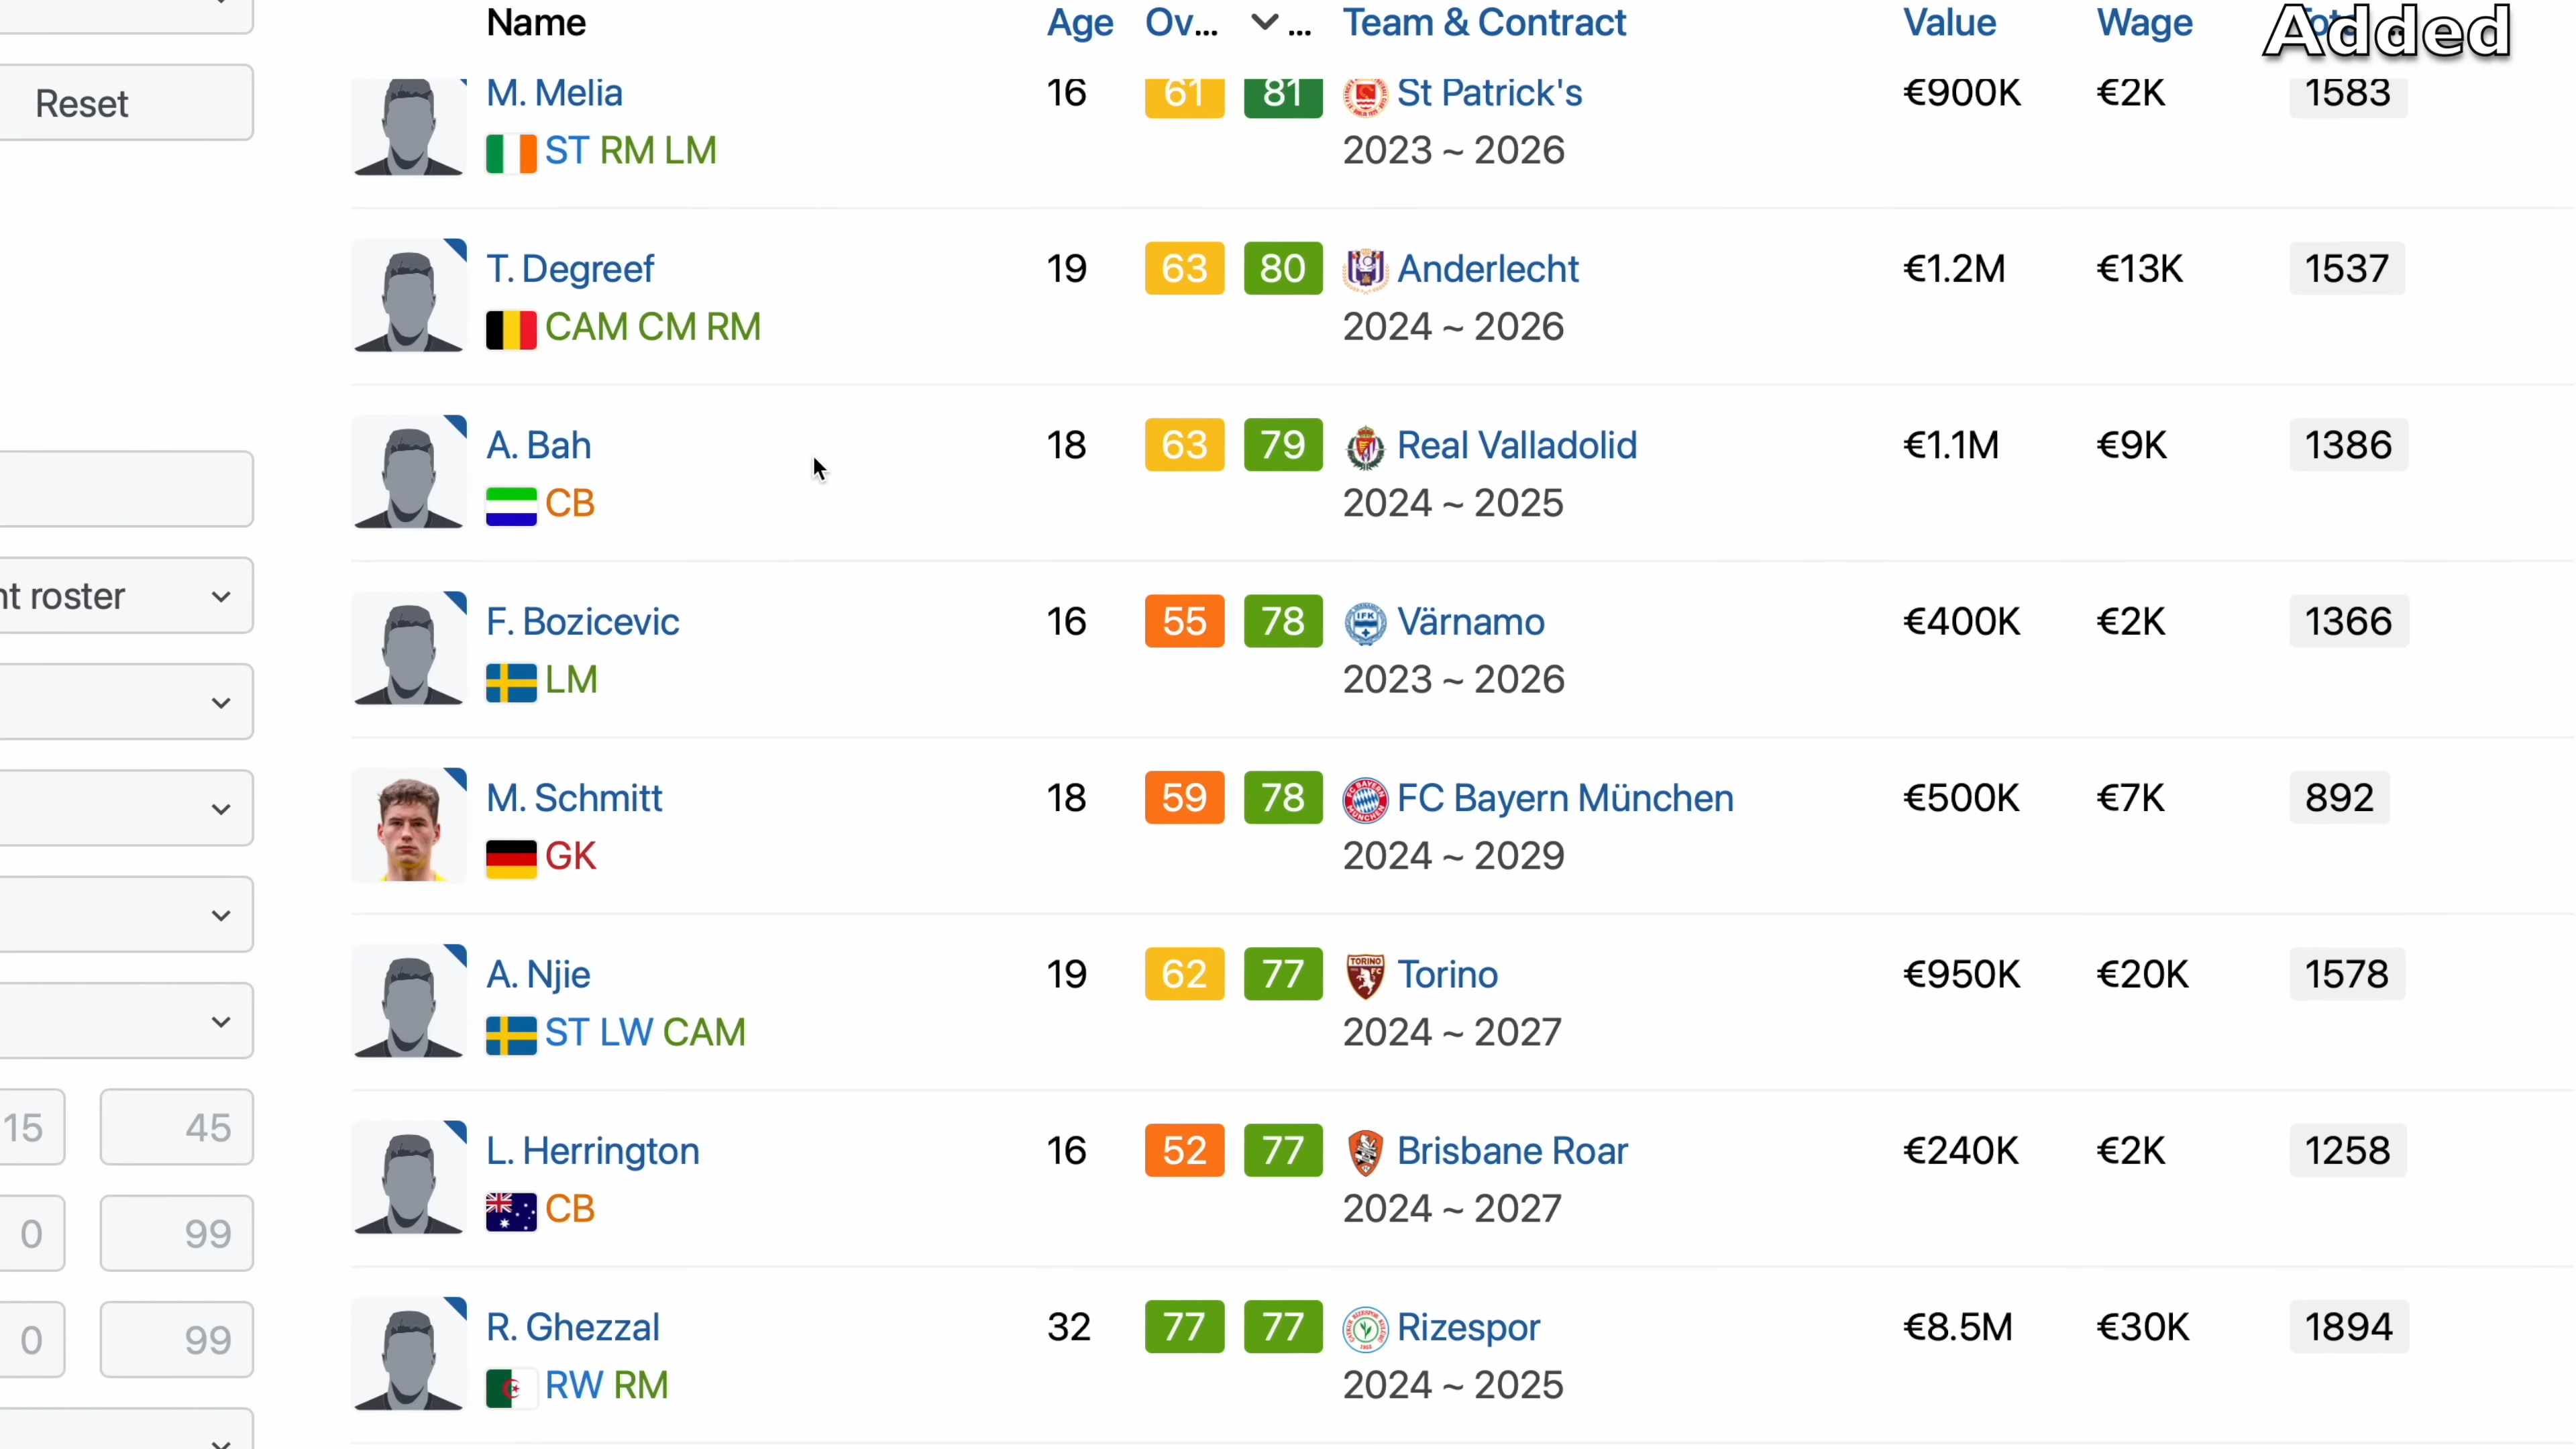 Name Age Ov... ... Team & Contract Value Wage Added
Reset
M. Melia 16 61 81 St Patrick's €900K €2K 1583
ST RM LM 2023 ~ 2026
T. Degreef 19 63 80 Anderlecht €1.2M €13K 1537
CAM CM RM 2024 ~ 2026
A. Bah 18 63 79 Real Valladolid €1.1M €9K 1386
CB 2024 ~ 2025
nt roster
F. Bozicevic 16 55 78 Värnamo €400K €2K 1366
LM 2023 ~ 2026
M. Schmitt 18 59 78 FC Bayern München €500K €7K 892
GK 2024 ~ 2029
A. Njie 19 62 77 Torino €950K €20K 1578
ST LW CAM 2024 ~ 2027
15 45
L. Herrington 16 52 77 Brisbane Roar €240K €2K 1258
CB 2024 ~ 2027
0 99
R. Ghezzal 32 77 77 Rizespor €8.5M €30K 1894
0 99
RW RM 2024 ~ 2025